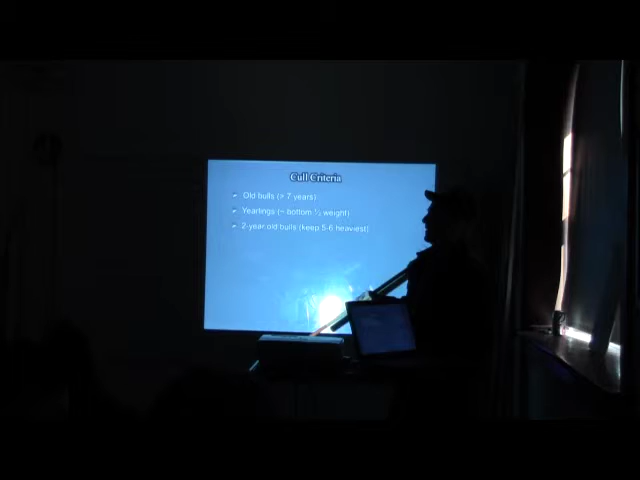 Cull Criteria
Old bulls (> 7 years)
Yearlings (~ bottom ½ weight)
2-year old bulls (keep 5-6 heaviest)